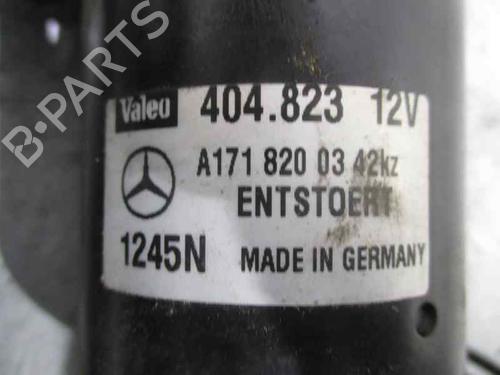 B-PARTS
Valeo 404.823 12V
A171 820 03 42kz
ENTSTOERT
1245N MADE IN GERMANY